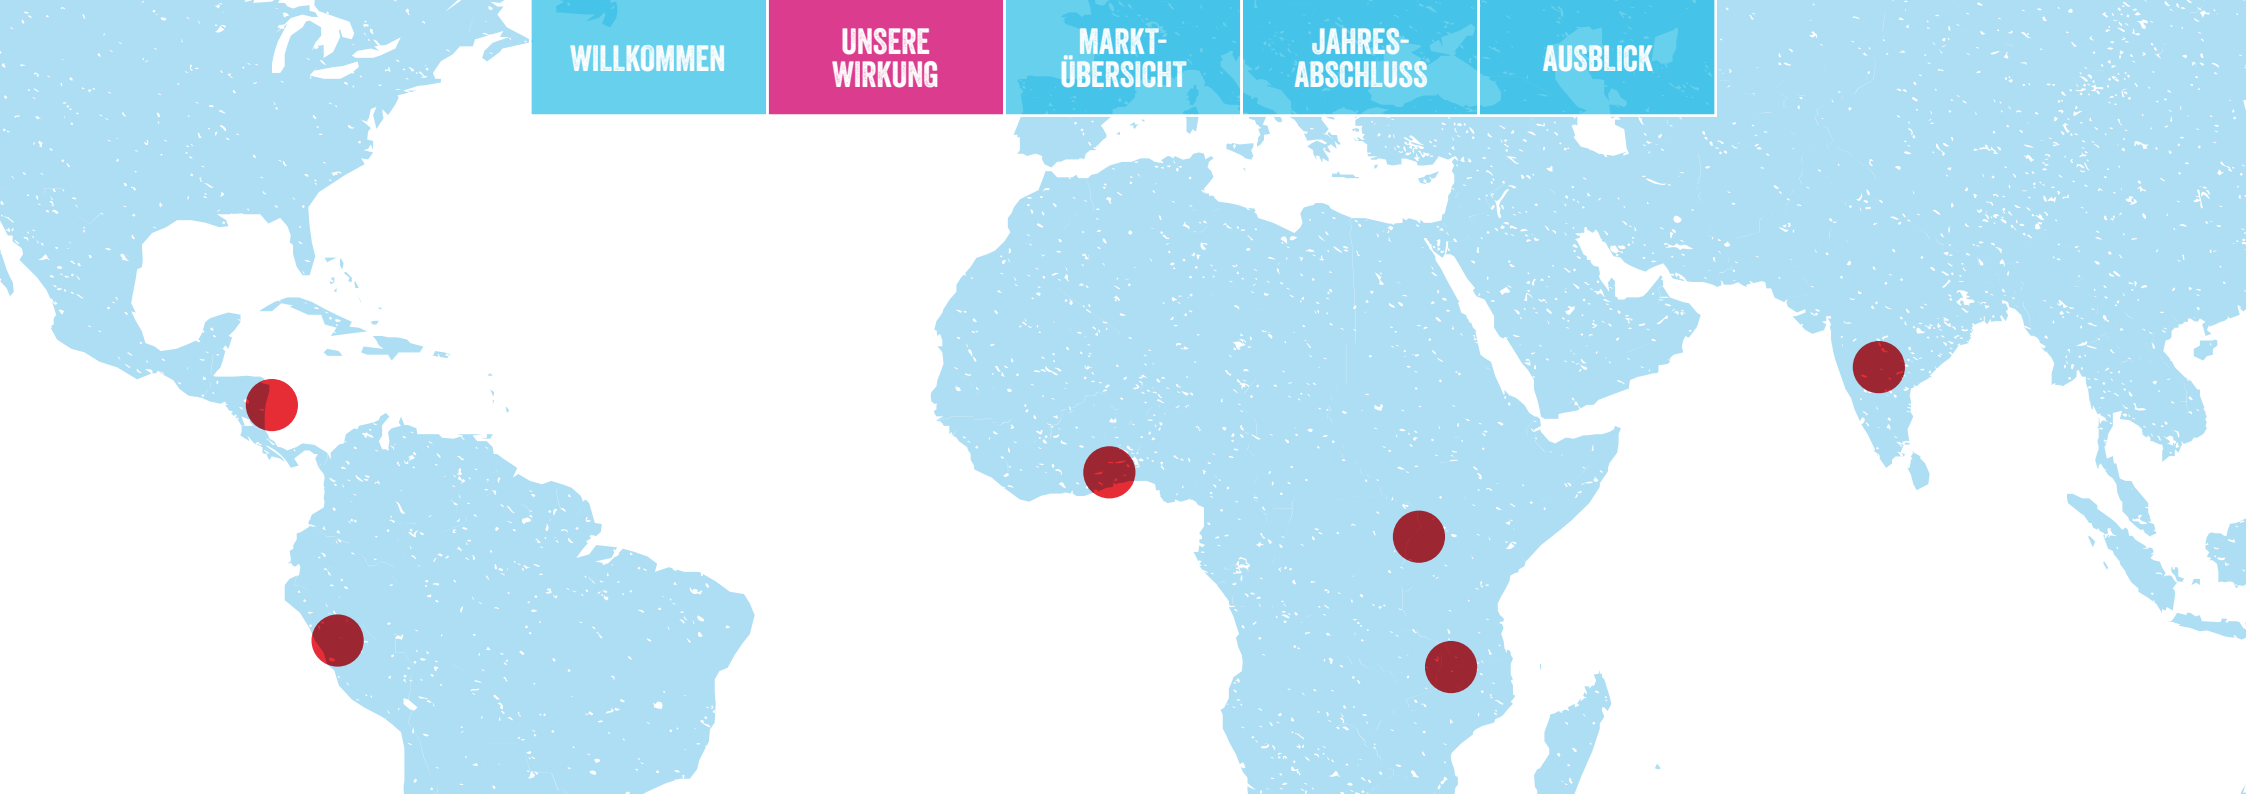 WILLKOMMEN
UNSERE
WIRKUNG
MARKT-
ÜBERSICHT
JAHRES-
ABSCHLUSS
AUSBLICK